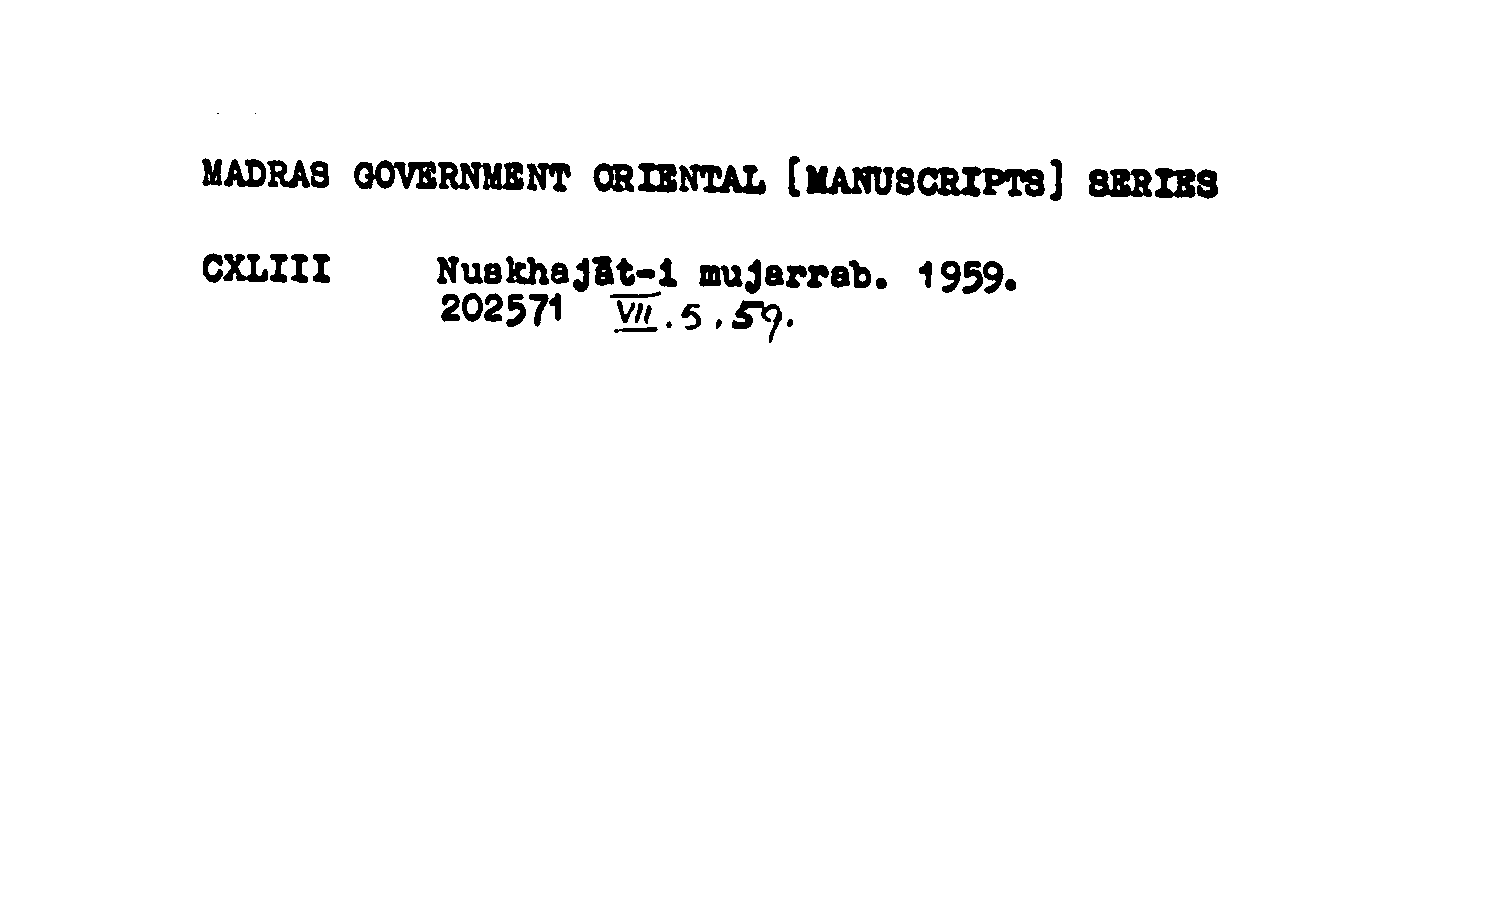 MADRAS GOVERNMENT ORIENTAL [MANUSCRIPTS] SERIES
CXLIII Nuskhajāt-i mujarrab. 1959.
202571 VII.5.59.